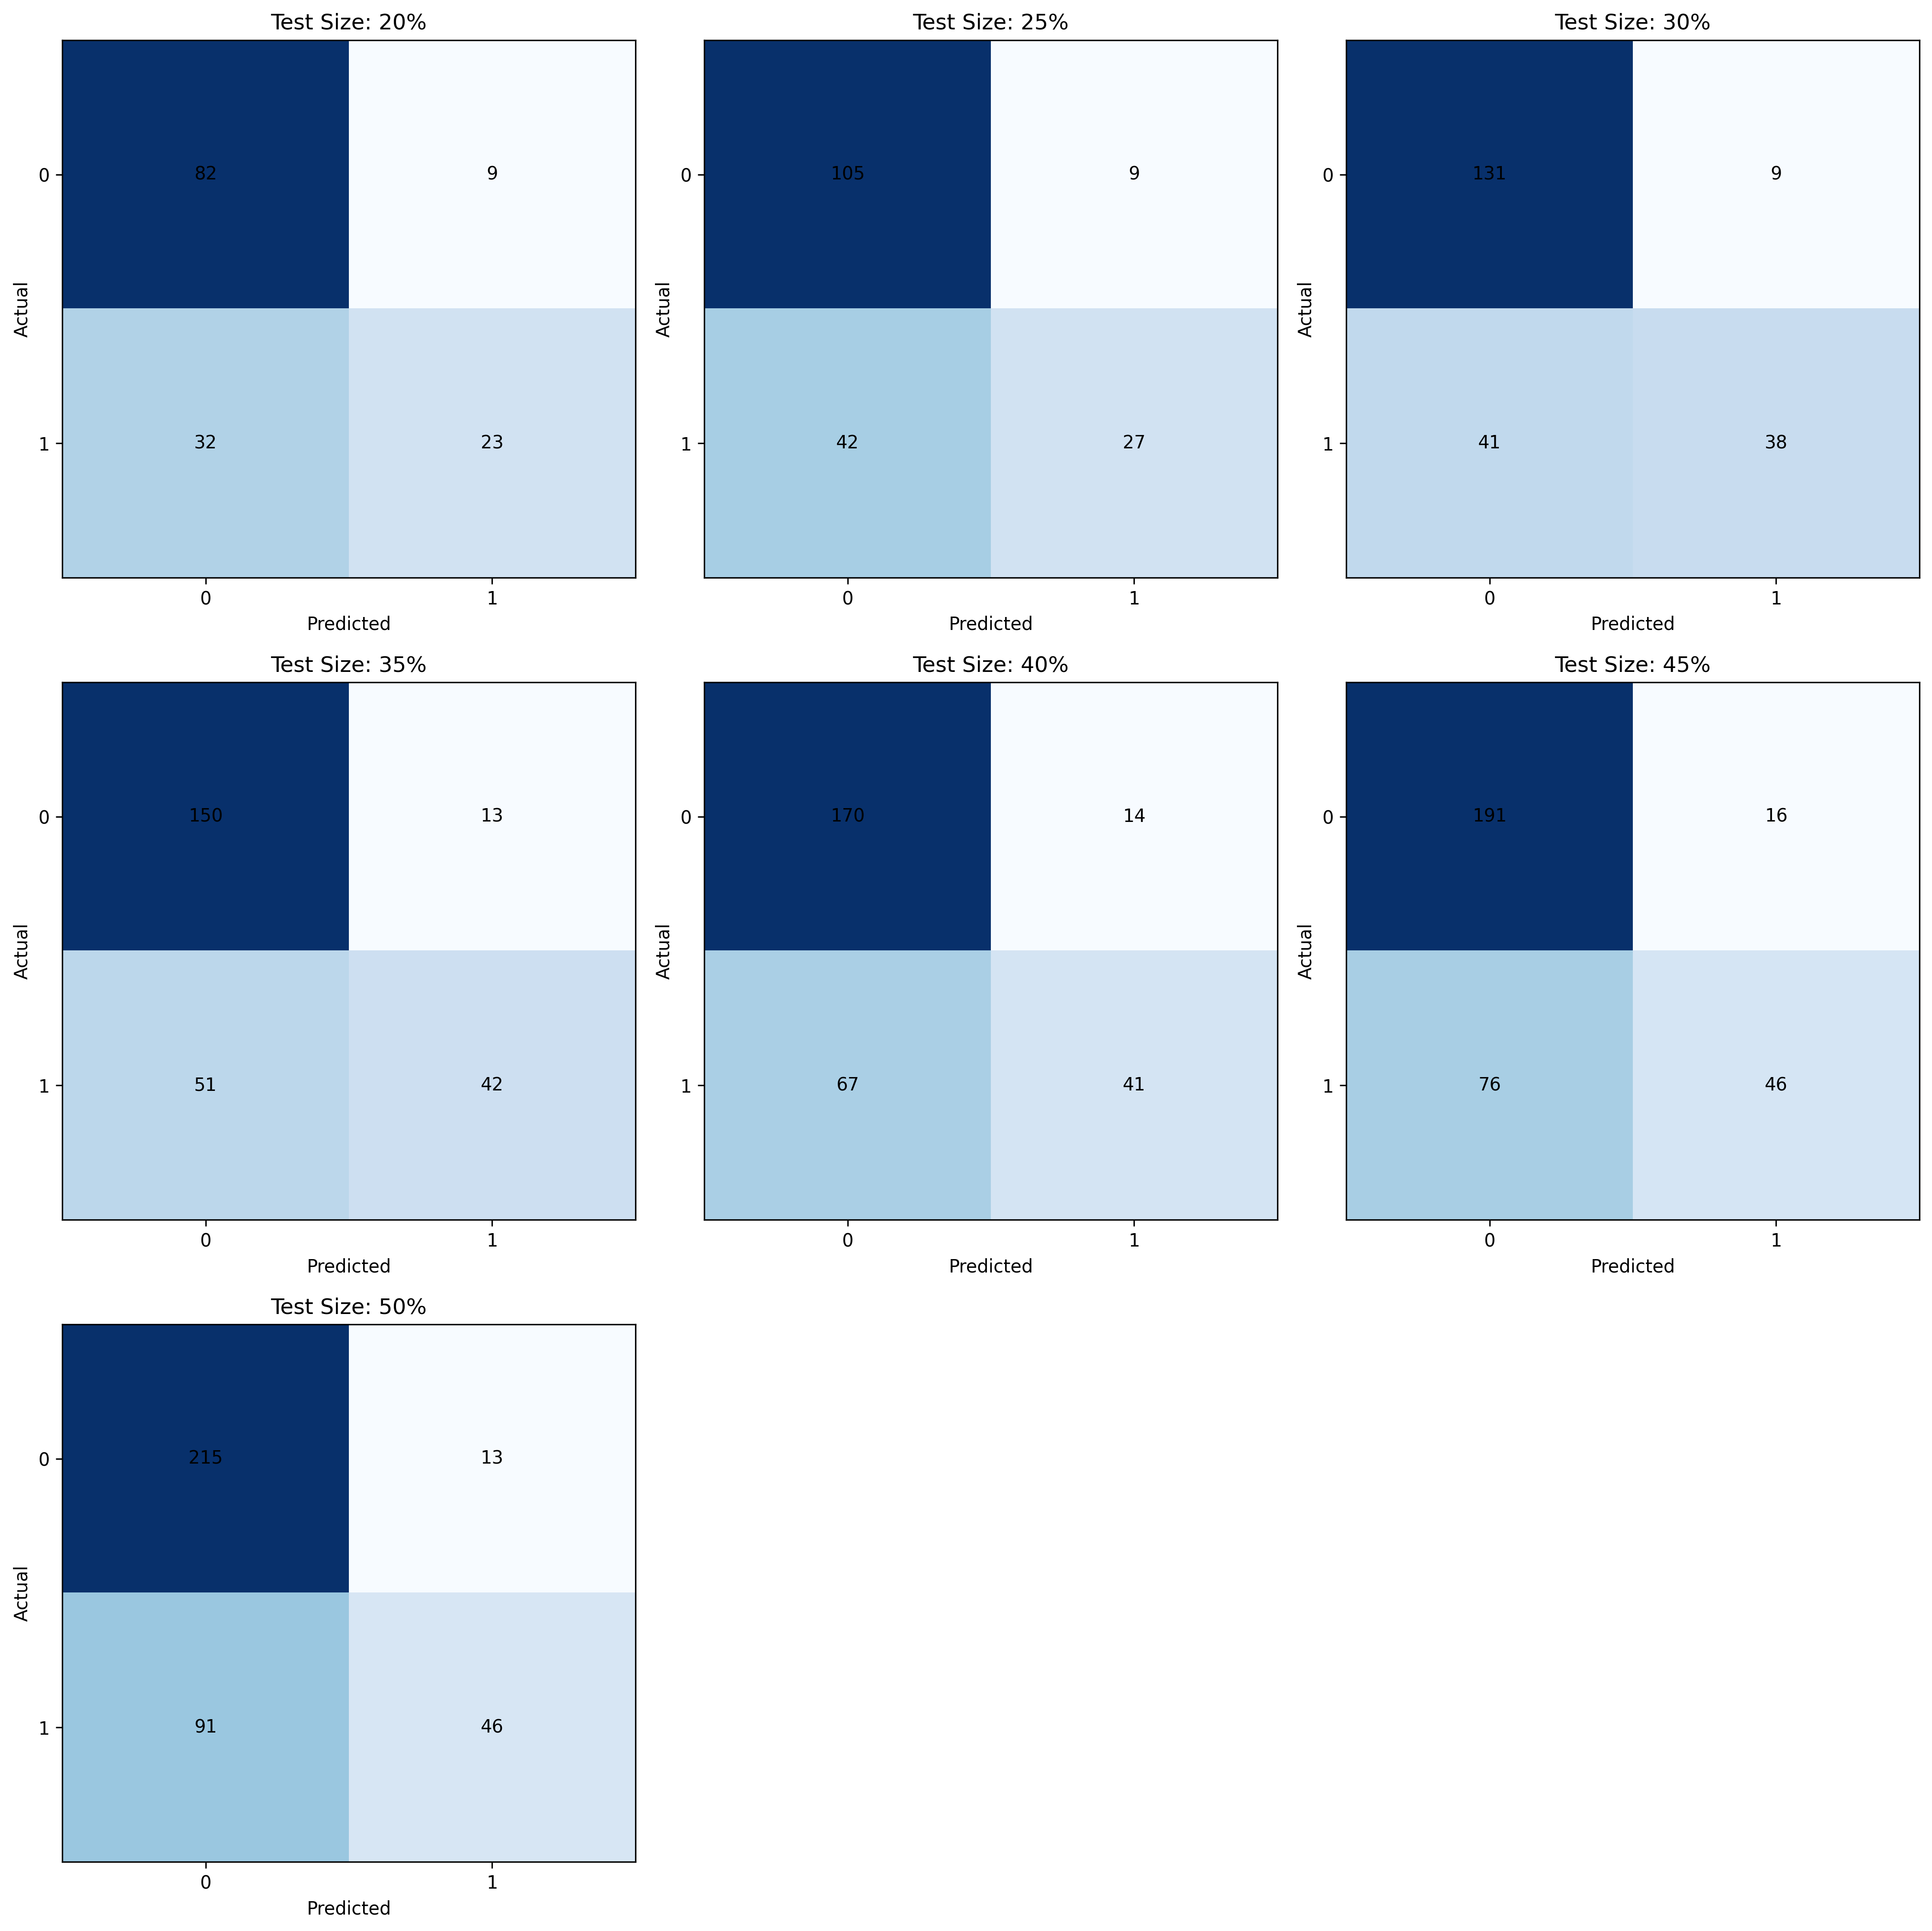 Test Size: 20%
0
82
9
Actual
1
32
23
0
1
Predicted
Test Size: 25%
0
105
9
Actual
1
42
27
0
1
Predicted
Test Size: 30%
0
131
9
Actual
1
41
38
0
1
Predicted
Test Size: 35%
0
150
13
Actual
1
51
42
0
1
Predicted
Test Size: 40%
0
170
14
Actual
1
67
41
0
1
Predicted
Test Size: 45%
0
191
16
Actual
1
76
46
0
1
Predicted
Test Size: 50%
0
215
13
Actual
1
91
46
0
1
Predicted